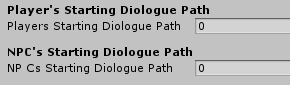 Player's Starting Diologue Path
Players Starting Diologue Path 0
NPC's Starting Diologue Path
NP Cs Starting Diologue Path 0